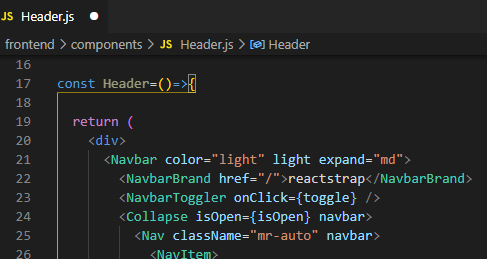 JS Header.js
frontend > components > JS Header.js > Header
16
17 const Header=()=>{
18
19 return (
20 <div>
21 <Navbar color="light" light expand="md">
22 <NavbarBrand href="/">reactstrap</NavbarBrand>
23 <NavbarToggler onClick={toggle} />
24 <Collapse isOpen={isOpen} navbar>
25 <Nav className="mr-auto" navbar>
26 <NavItem>